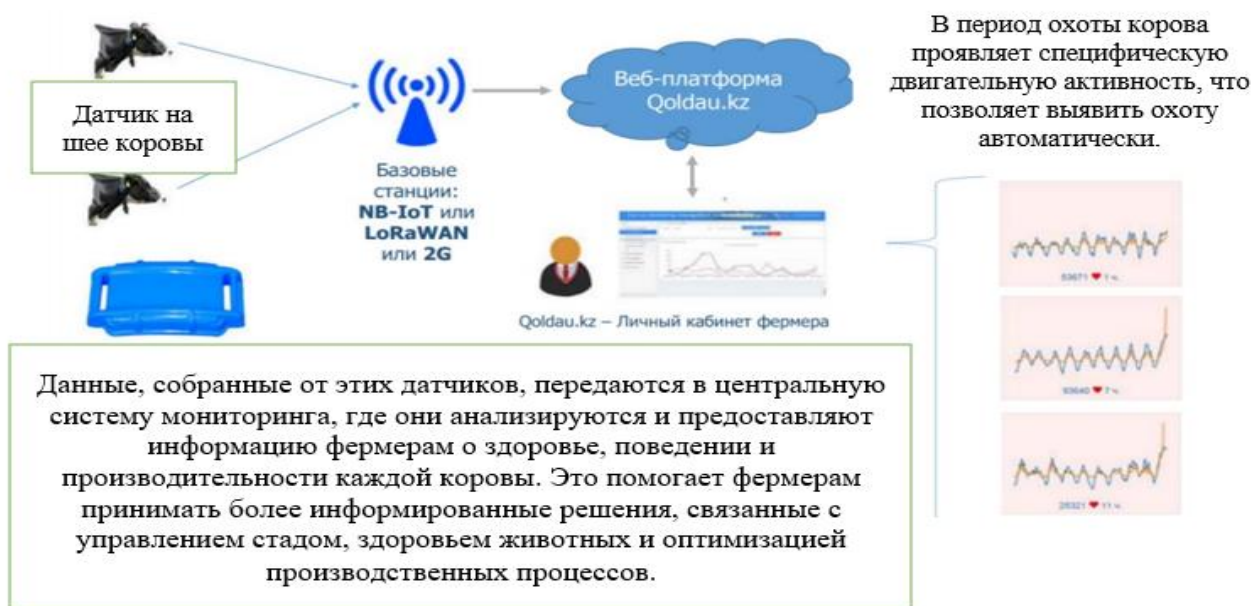 В период охоты корова
проявляет специфическую
двигательную активность, что
позволяет выявить охоту
автоматически.
Датчик на
шее коровы
Базовые
станции:
NB-IoT или
LoRaWAN
или 2G
Веб-платформа
Qoldau.kz
Qoldau.kz – Личный кабинет фермера
1 ч.
7 ч.
11 ч.
Данные, собранные от этих датчиков, передаются в центральную
систему мониторинга, где они анализируются и предоставляют
информацию фермерам о здоровье, поведении и
производительности каждой коровы. Это помогает фермерам
принимать более информированные решения, связанные с
управлением стадом, здоровьем животных и оптимизацией
производственных процессов.